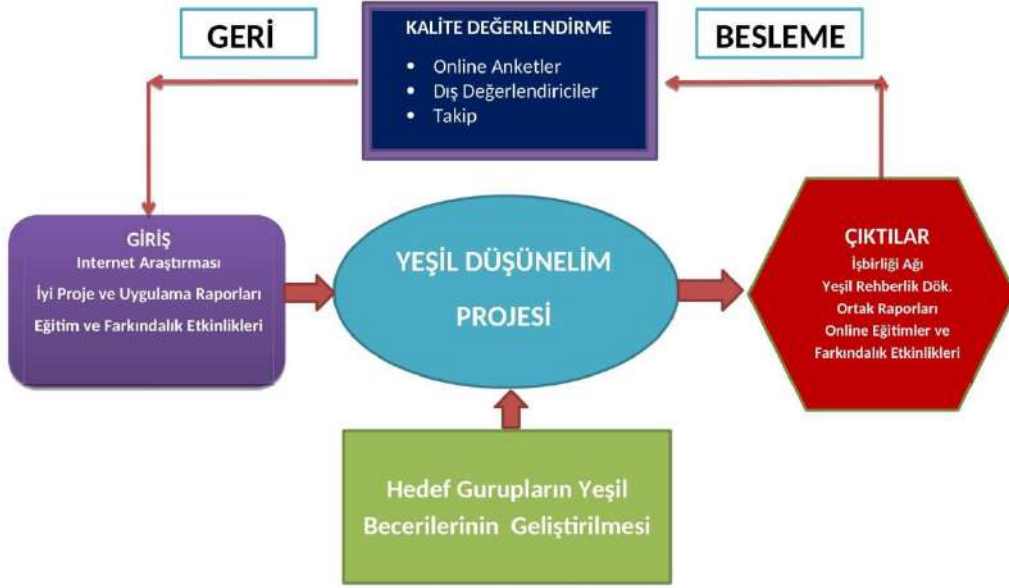 GERİ
KALİTE DEĞERLENDİRME
• Online Anketler
• Dış Değerlendiriciler
• Takip
BESLEME
GİRİŞ
Internet Araştırması
İyi Proje ve Uygulama Raporları
Eğitim ve Farkındalık Etkinlikleri
YEŞİL DÜŞÜNELİM
PROJESİ
ÇIKTILAR
İşbirliği Ağı
Yeşil Rehberlik Dök.
Ortak Raporları
Online Eğitimler ve
Farkındalık Etkinlikleri
Hedef Gurupların Yeşil
Becerilerinin Geliştirilmesi